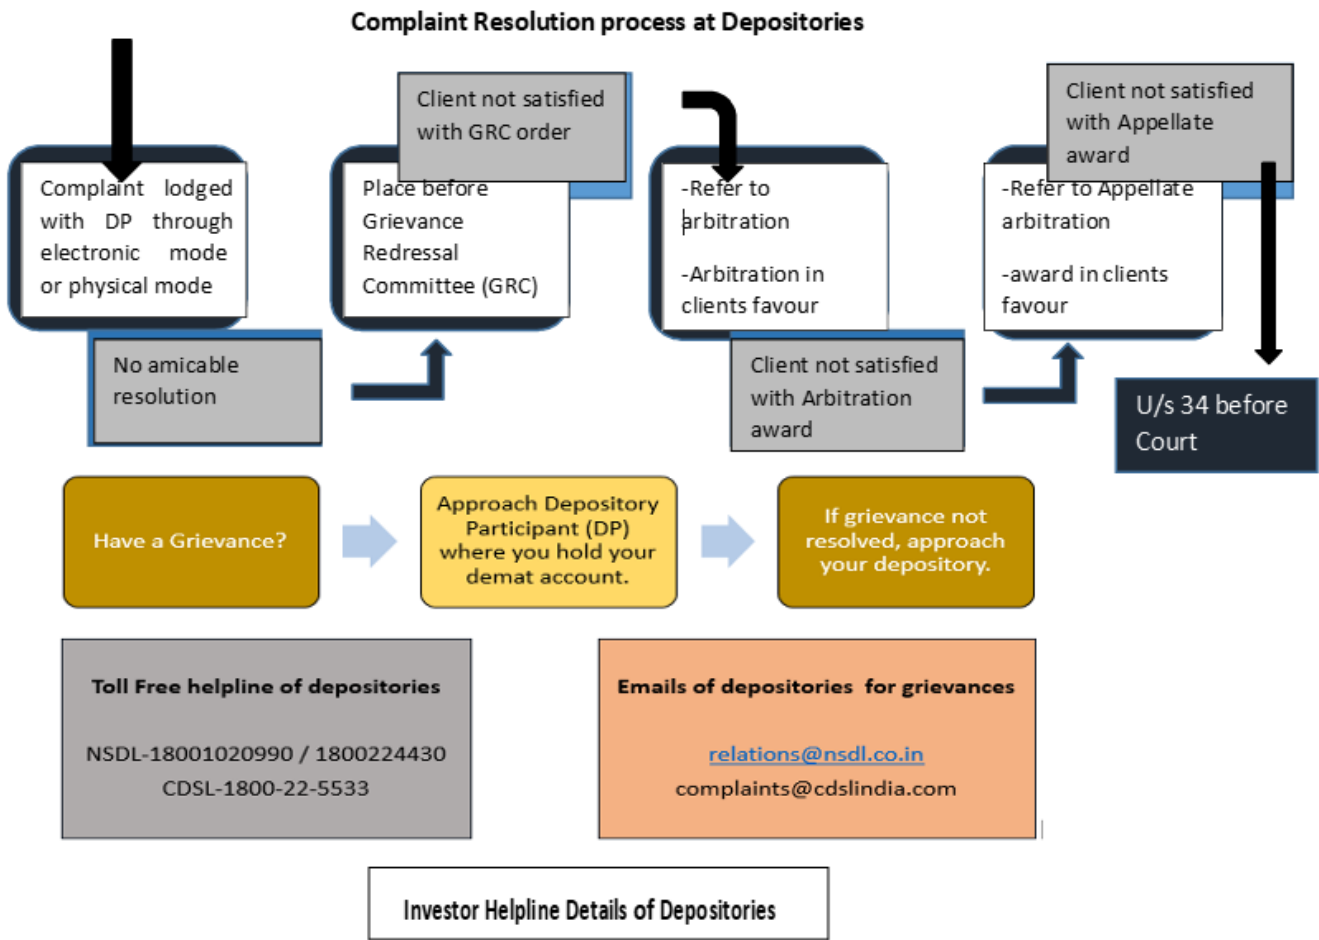 Complaint Resolution process at Depositories
Complaint lodged
with DP through
electronic mode
or physical mode
No amicable
resolution
Client not satisfied
with GRC order
Place before
Grievance
Redressal
Committee (GRC)
-Refer to
arbitration
-Arbitration in
clients favour
Client not satisfied
with Arbitration
award
Client not satisfied
with Appellate
award
-Refer to Appellate
arbitration
-award in clients
favour
U/s 34 before
Court
Have a Grievance?
Approach Depository
Participant (DP)
where you hold your
demat account.
If grievance not
resolved, approach
your depository.
Toll Free helpline of depositories
NSDL-18001020990 / 1800224430
CDSL-1800-22-5533
Emails of depositories for grievances
relations@nsdl.co.in
complaints@cdslindia.com
Investor Helpline Details of Depositories